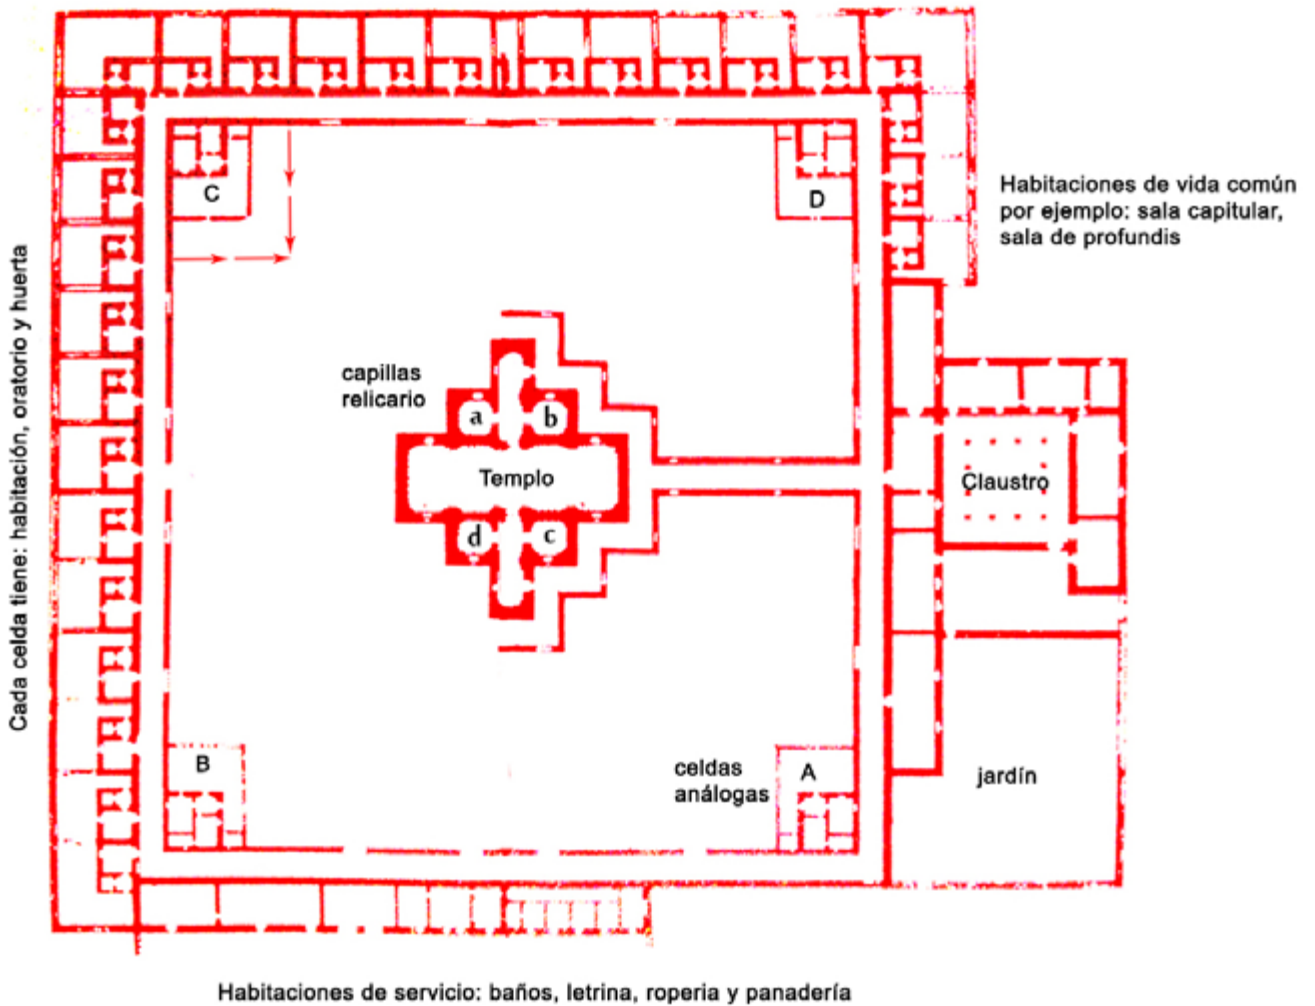 C
D
Habitaciones de vida común
por ejemplo: sala capitular,
sala de profundis
Cada celda tiene: habitación, oratorio y huerta
capillas
relicario
a
b
Templo
Claustro
d
c
B
celdas
análogas
A
jardín
Habitaciones de servicio: baños, letrina, roperia y panadería